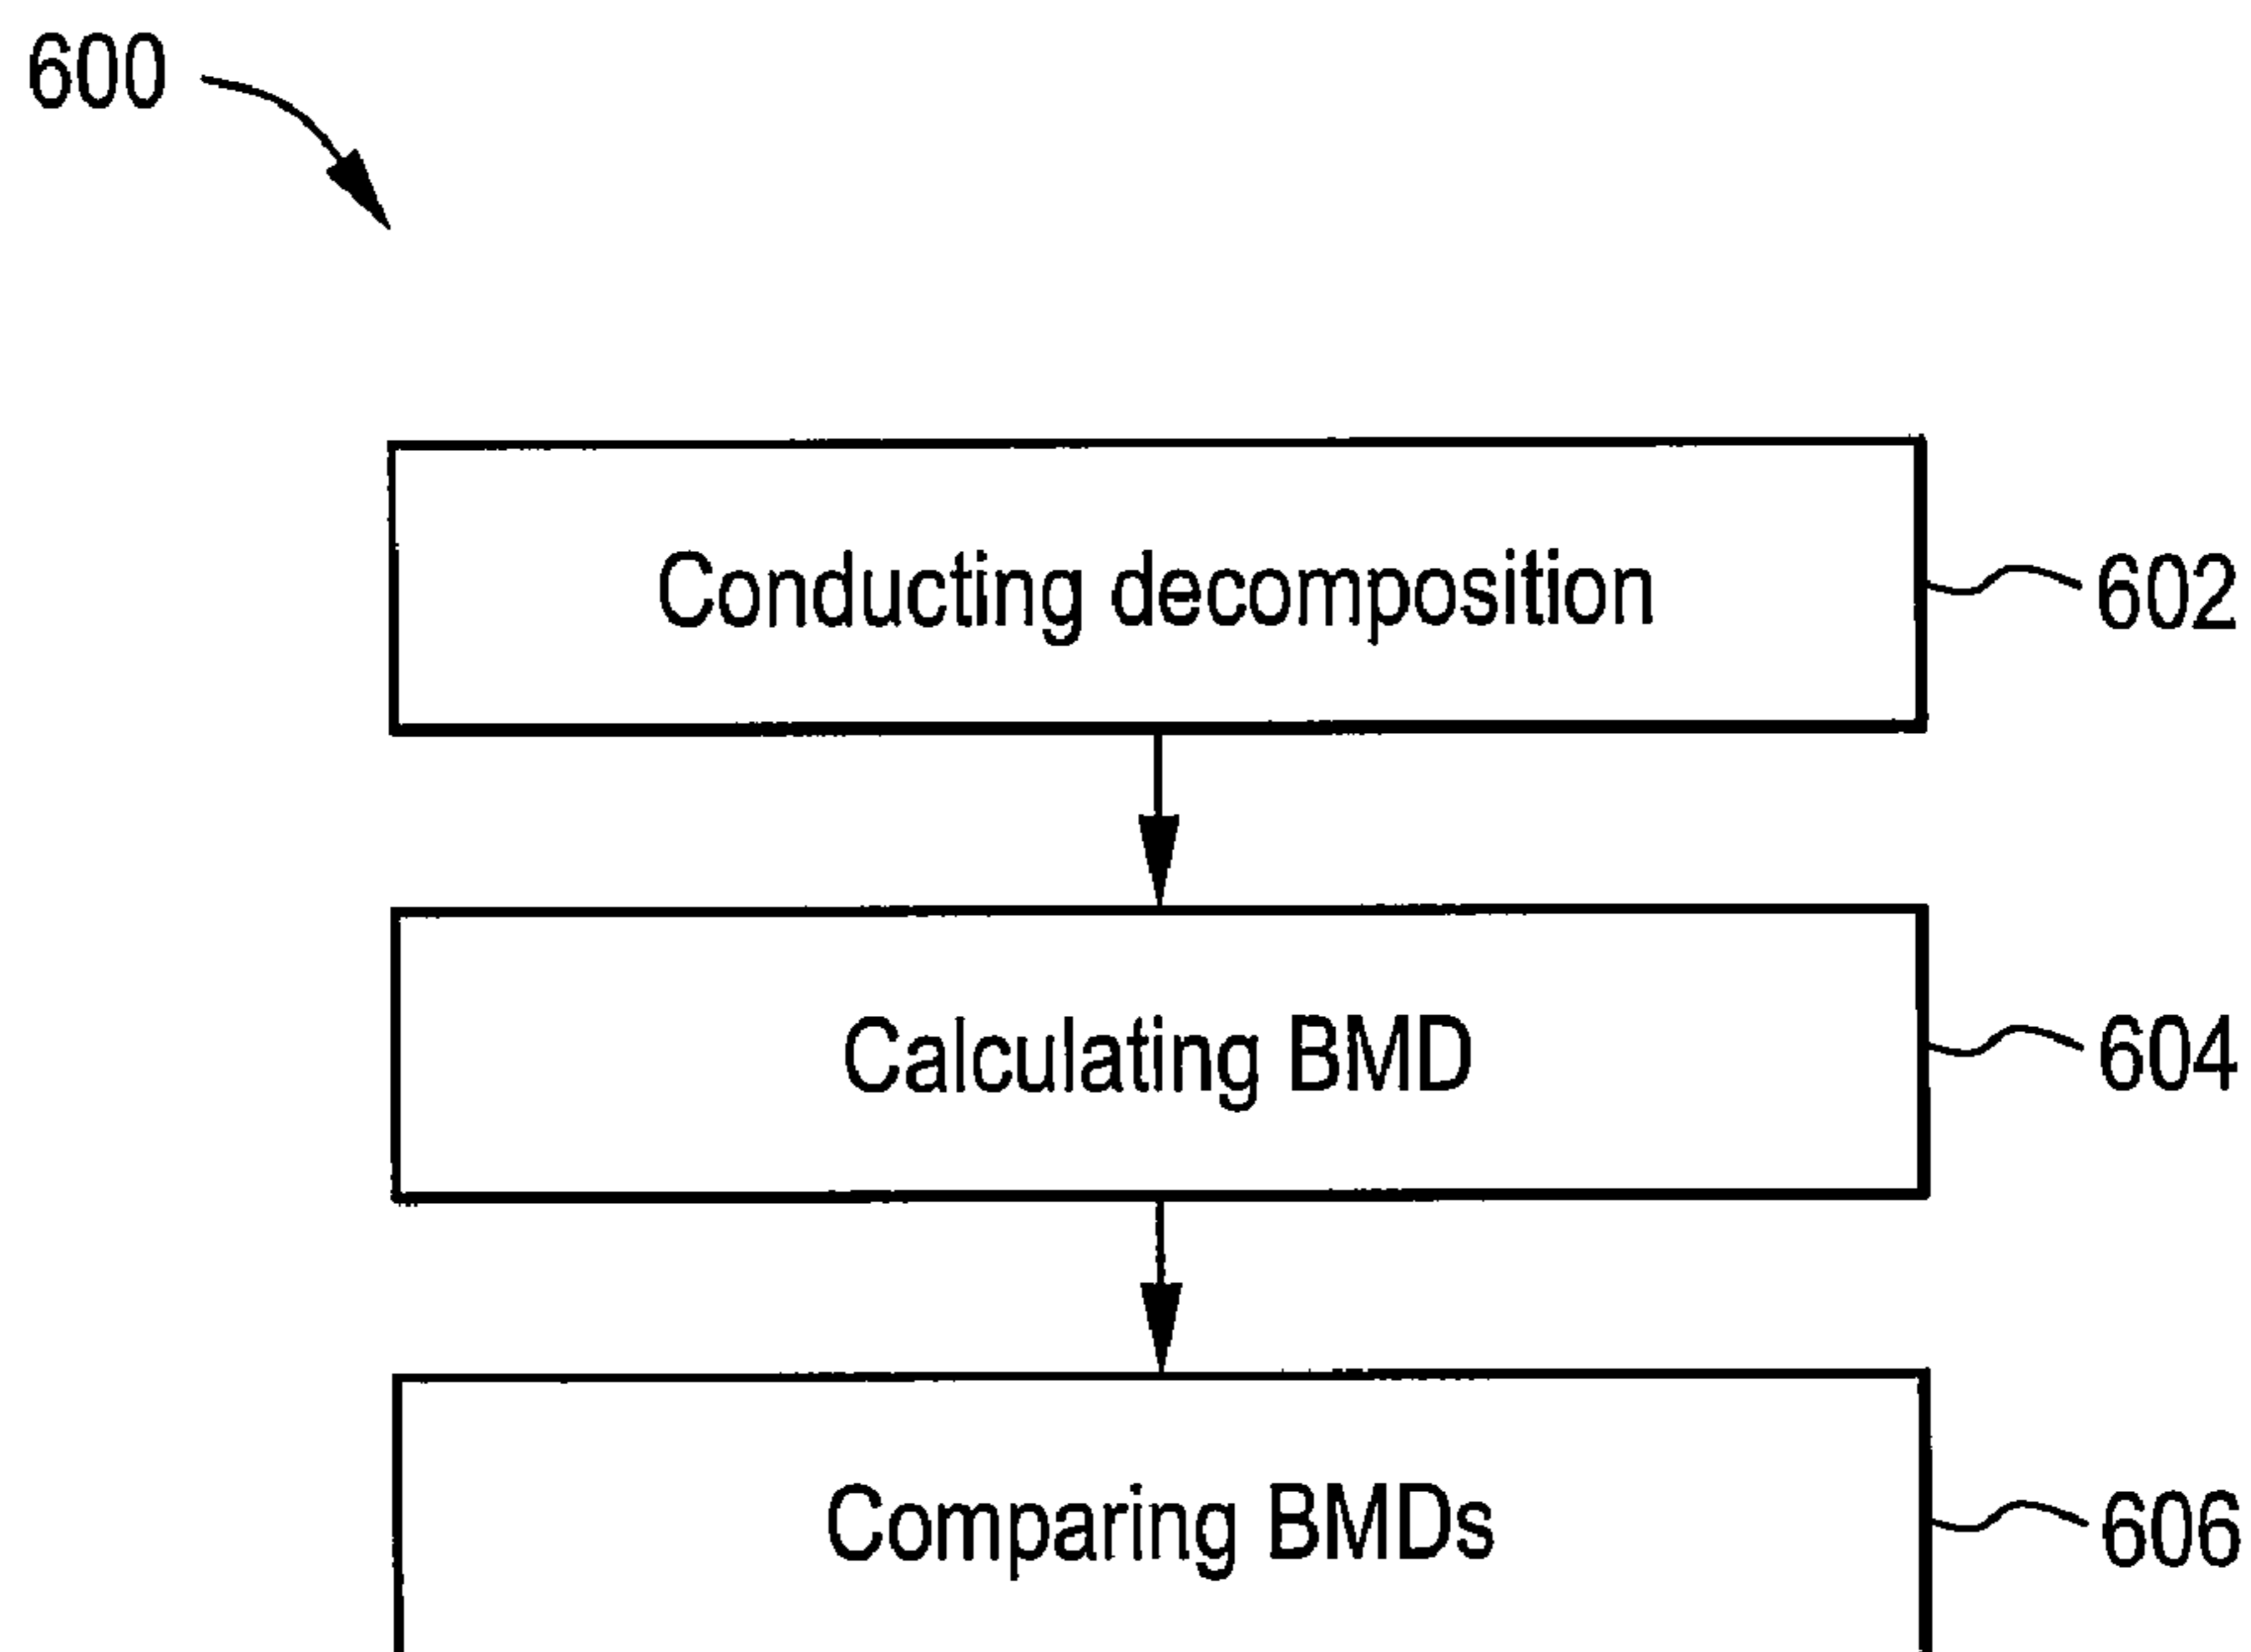 600
Conducting decomposition
602
Calculating BMD
604
Comparing BMDs
606